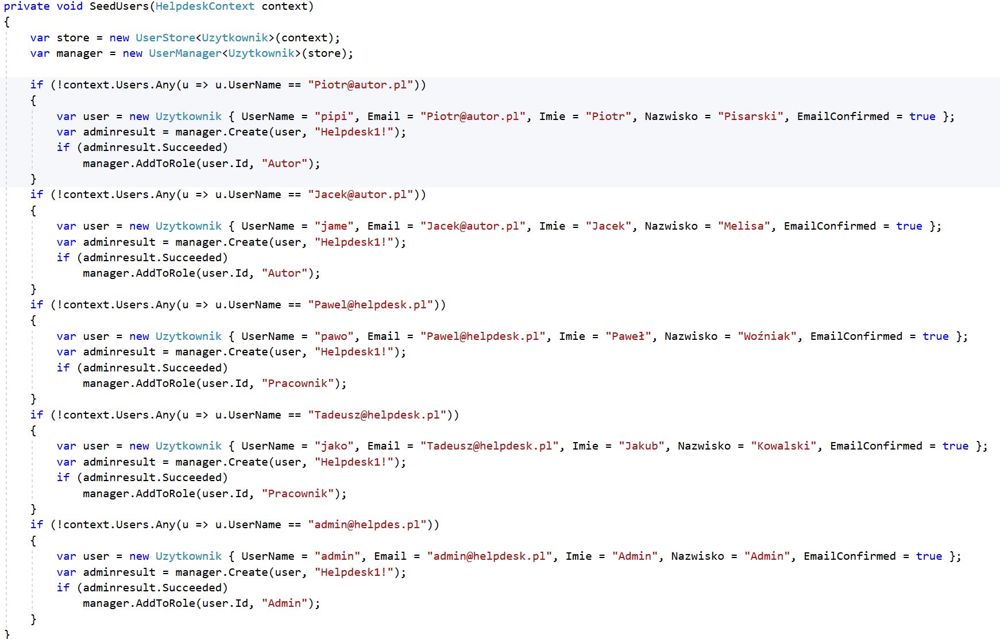 private void SeedUsers(HelpdeskContext context)
{
    var store = new UserStore<Uzytkownik>(context);
    var manager = new UserManager<Uzytkownik>(store);

    if (!context.Users.Any(u => u.UserName == "Piotr@autor.pl"))
    {
        var user = new Uzytkownik { UserName = "pipi", Email = "Piotr@autor.pl", Imie = "Piotr", Nazwisko = "Pisarski", EmailConfirmed = true };
        var adminresult = manager.Create(user, "Helpdesk1!");
        if (adminresult.Succeeded)
            manager.AddToRole(user.Id, "Autor");
    }
    if (!context.Users.Any(u => u.UserName == "Jacek@autor.pl"))
    {
        var user = new Uzytkownik { UserName = "jame", Email = "Jacek@autor.pl", Imie = "Jacek", Nazwisko = "Melisa", EmailConfirmed = true };
        var adminresult = manager.Create(user, "Helpdesk1!");
        if (adminresult.Succeeded)
            manager.AddToRole(user.Id, "Autor");
    }
    if (!context.Users.Any(u => u.UserName == "Pawel@helpdesk.pl"))
    {
        var user = new Uzytkownik { UserName = "pawo", Email = "Pawel@helpdesk.pl", Imie = "Paweł", Nazwisko = "Woźniak", EmailConfirmed = true };
        var adminresult = manager.Create(user, "Helpdesk1!");
        if (adminresult.Succeeded)
            manager.AddToRole(user.Id, "Pracownik");
    }
    if (!context.Users.Any(u => u.UserName == "Tadeusz@helpdesk.pl"))
    {
        var user = new Uzytkownik { UserName = "jako", Email = "Tadeusz@helpdesk.pl", Imie = "Jakub", Nazwisko = "Kowalski", EmailConfirmed = true };
        var adminresult = manager.Create(user, "Helpdesk1!");
        if (adminresult.Succeeded)
            manager.AddToRole(user.Id, "Pracownik");
    }
    if (!context.Users.Any(u => u.UserName == "admin@helpdes.pl"))
    {
        var user = new Uzytkownik { UserName = "admin", Email = "admin@helpdesk.pl", Imie = "Admin", Nazwisko = "Admin", EmailConfirmed = true };
        var adminresult = manager.Create(user, "Helpdesk1!");
        if (adminresult.Succeeded)
            manager.AddToRole(user.Id, "Admin");
    }
}